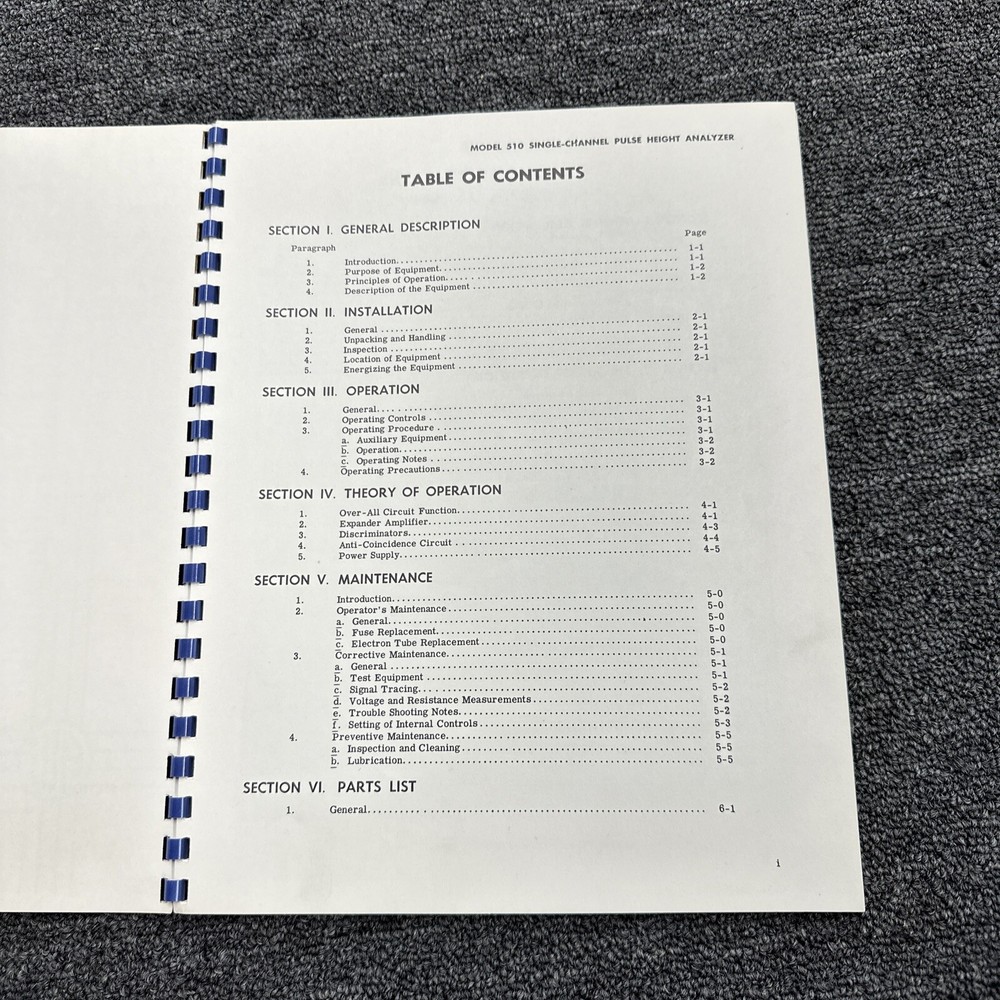 MODEL 510 SINGLE-CHANNEL PULSE HEIGHT ANALYZER
TABLE OF CONTENTS
SECTION I. GENERAL DESCRIPTION
Page
Paragraph
1. Introduction........ 1-1
2. Purpose of Equipment........ 1-1
3. Principles of Operation........ 1-2
4. Description of the Equipment ........ 1-2
SECTION II. INSTALLATION
1. General ........ 2-1
2. Unpacking and Handling ........ 2-1
3. Inspection ........ 2-1
4. Location of Equipment ........ 2-1
5. Energizing the Equipment ........ 2-1
SECTION III. OPERATION
1. General........ 3-1
2. Operating Controls ........ 3-1
3. Operating Procedure ........ 3-1
a. Auxiliary Equipment........ 3-1
b. Operation........ 3-2
c. Operating Notes ........ 3-2
4. Operating Precautions........ 3-2
SECTION IV. THEORY OF OPERATION
1. Over-All Circuit Function........ 4-1
2. Expander Amplifier........ 4-1
3. Discriminators........ 4-3
4. Anti-Coincidence Circuit ........ 4-4
5. Power Supply........ 4-5
SECTION V. MAINTENANCE
1. Introduction........ 5-0
2. Operator's Maintenance........ 5-0
a. General........ 5-0
b. Fuse Replacement........ 5-0
c. Electron Tube Replacement........ 5-0
3. Corrective Maintenance........ 5-1
a. General ........ 5-1
b. Test Equipment ........ 5-1
c. Signal Tracing........ 5-2
d. Voltage and Resistance Measurements........ 5-2
e. Trouble Shooting Notes........ 5-2
f. Setting of Internal Controls........ 5-3
4. Preventive Maintenance........ 5-5
a. Inspection and Cleaning........ 5-5
b. Lubrication........ 5-5
SECTION VI. PARTS LIST
1. General........ 6-1
i